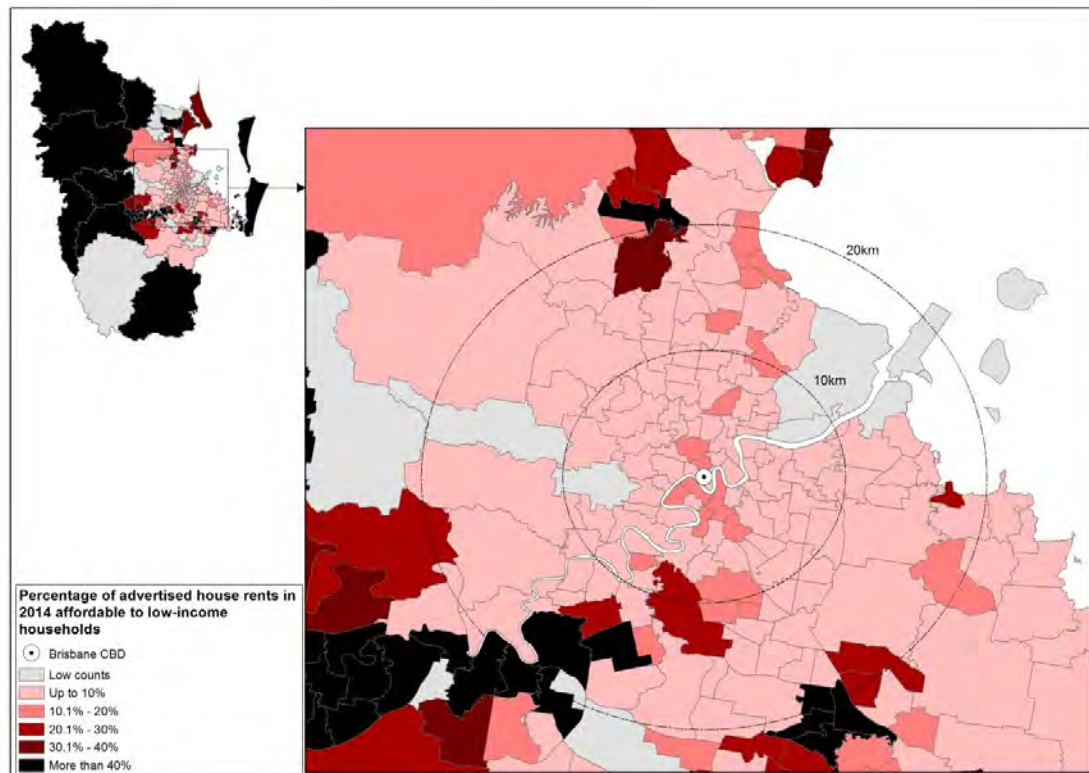 20km
10km
Percentage of advertised house rents in
2014 affordable to low-income
households
Brisbane CBD
Low counts
Up to 10%
10.1% - 20%
20.1% - 30%
30.1% - 40%
More than 40%